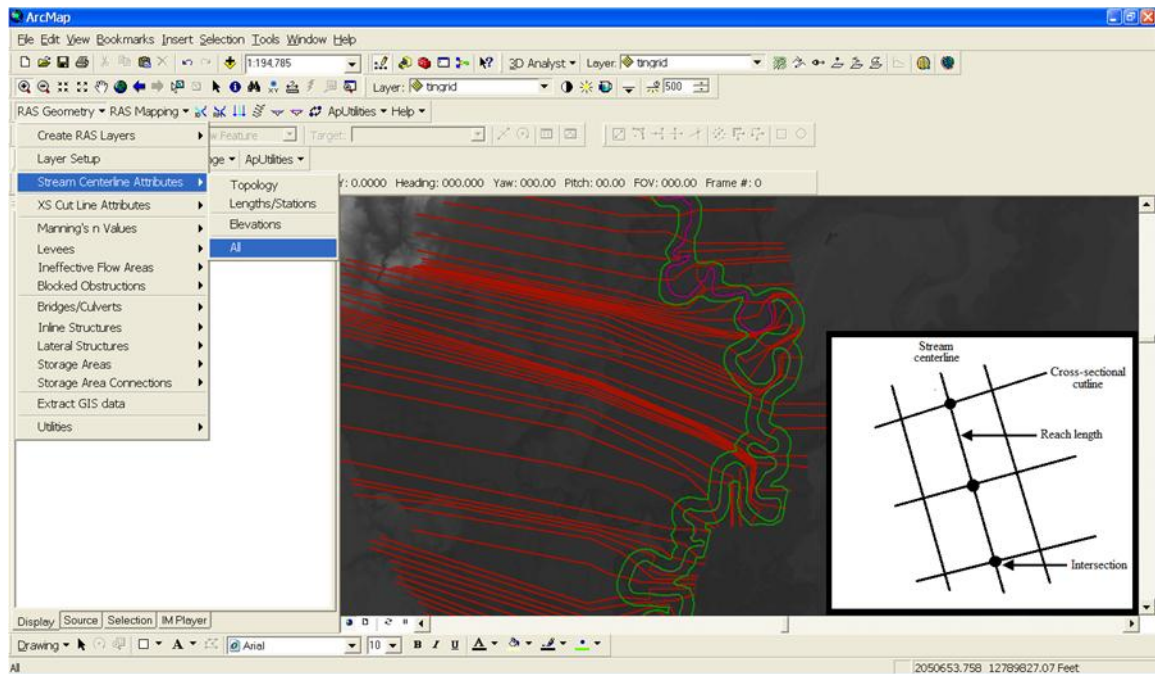 ArcMap
File Edit View Bookmarks Insert Selection Tools Window Help
1:194,785 3D Analyst Layer: tingrid
Layer: tingrid 500
RAS Geometry RAS Mapping ApUtilities Help
Create RAS Layers
w Feature Target:
Layer Setup
ge ApUtilities
Stream Centerline Attributes
Topology
Y: 0.0000 Heading: 000.000 Yaw: 000.00 Pitch: 00.00 FOV: 000.00 Frame #: 0
XS Cut Line Attributes
Lengths/Stations
Manning's n Values
Elevations
Levees
All
Ineffective Flow Areas
Blocked Obstructions
Bridges/Culverts
Inline Structures
Lateral Structures
Storage Areas
Storage Area Connections
Extract GIS data
Utilities
Stream
centerline
Cross-sectional
cutline
Reach length
Intersection
Display Source Selection IM Player
Drawing A Arial 10 B I U A
All
2050653.758 12789827.07 Feet